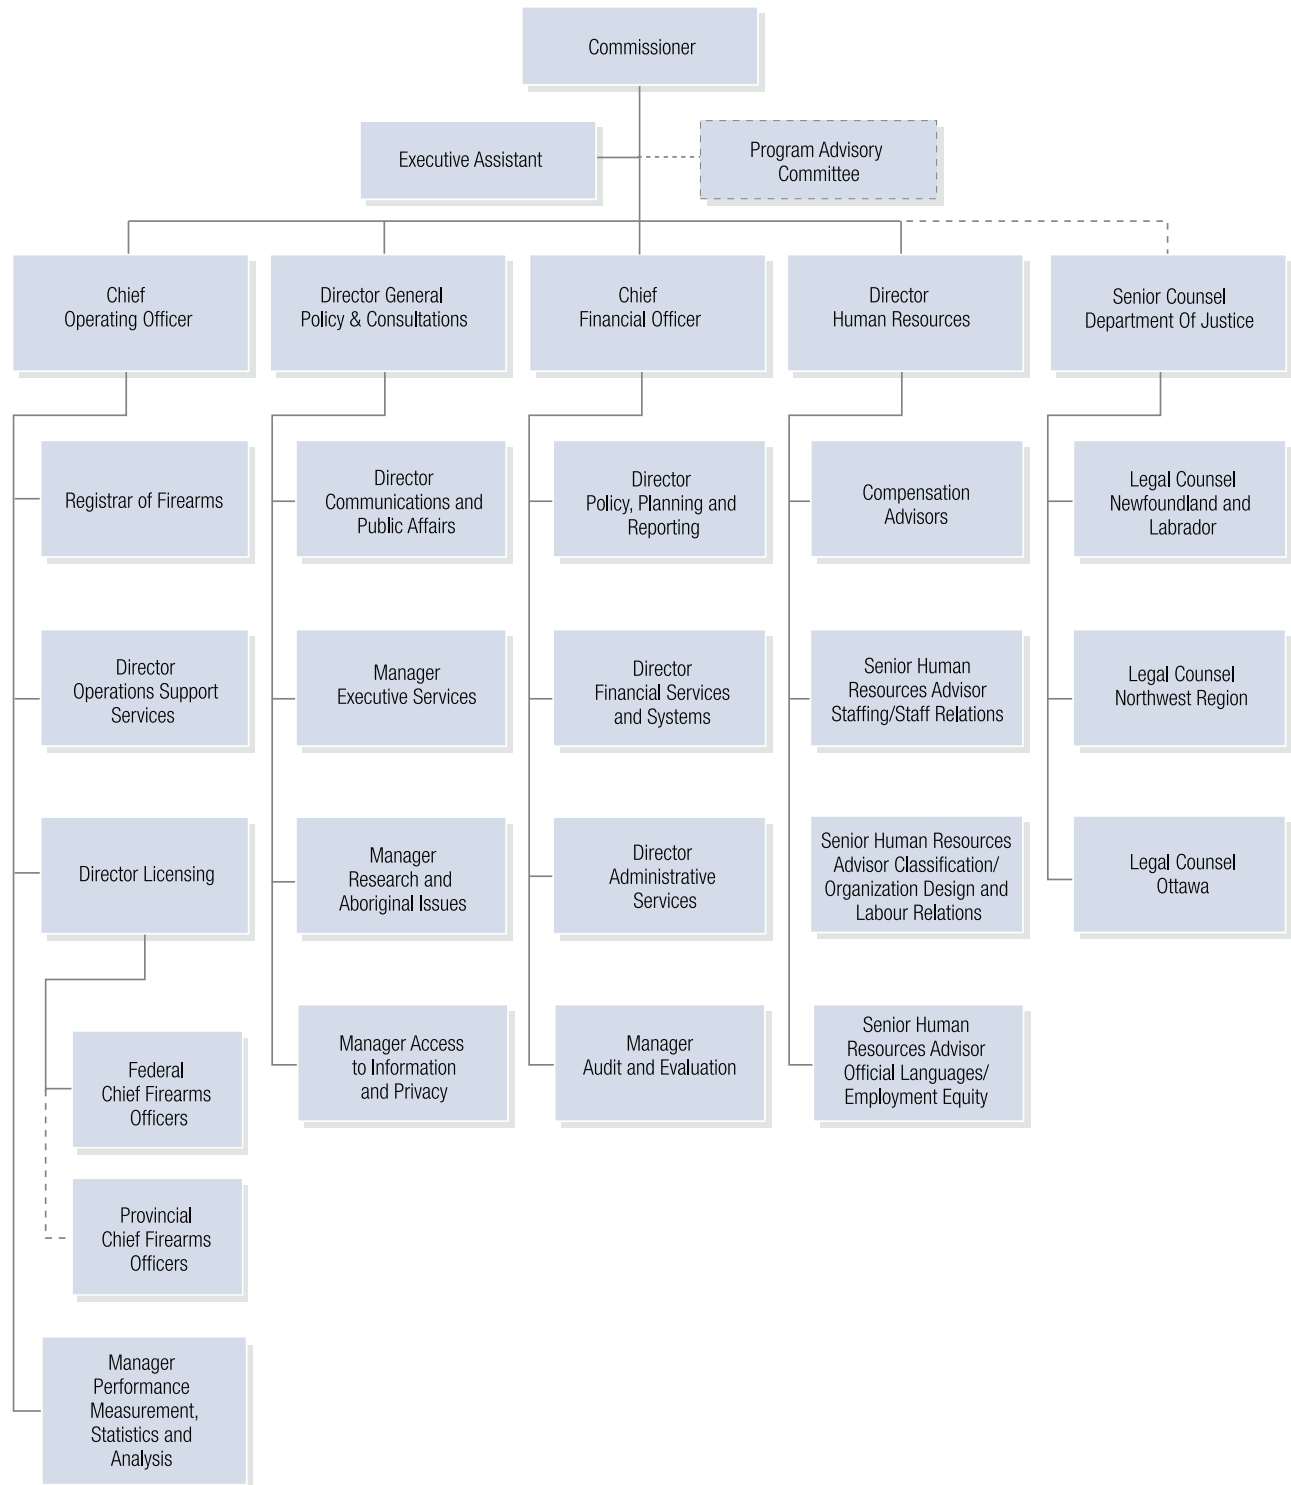 Commissioner
Executive Assistant
Program Advisory
Committee
Chief
Operating Officer
Director General
Policy & Consultations
Chief
Financial Officer
Director
Human Resources
Senior Counsel
Department Of Justice
Registrar of Firearms
Director
Operations Support
Services
Director Licensing
Federal
Chief Firearms
Officers
Provincial
Chief Firearms
Officers
Manager
Performance
Measurement,
Statistics and
Analysis
Director
Communications and
Public Affairs
Manager
Executive Services
Manager
Research and
Aboriginal Issues
Manager Access
to Information
and Privacy
Director
Policy, Planning and
Reporting
Director
Financial Services
and Systems
Director
Administrative
Services
Manager
Audit and Evaluation
Compensation
Advisors
Senior Human
Resources Advisor
Staffing/Staff Relations
Senior Human Resources
Advisor Classification/
Organization Design and
Labour Relations
Senior Human
Resources Advisor
Official Languages/
Employment Equity
Legal Counsel
Newfoundland and
Labrador
Legal Counsel
Northwest Region
Legal Counsel
Ottawa